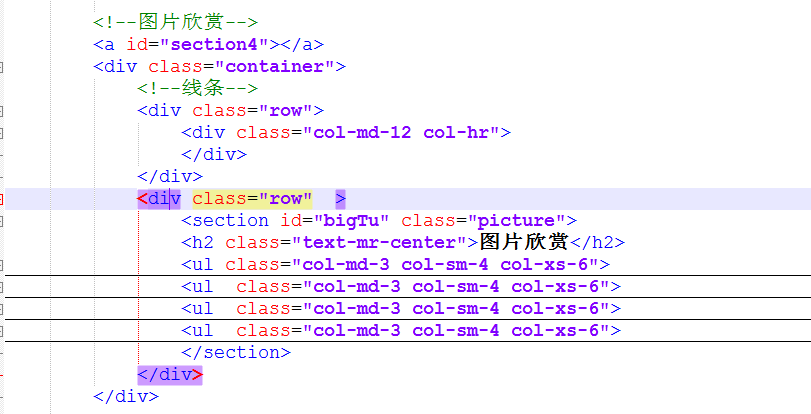 <!--图片欣赏-->
<a id="section4"></a>
<div class="container">
<!--线条-->
<div class="row">
<div class="col-md-12 col-hr">
</div>
</div>
<div class="row"  >
<section id="bigTu" class="picture">
<h2 class="text-mr-center">图片欣赏</h2>
<ul class="col-md-3 col-sm-4 col-xs-6">
<ul  class="col-md-3 col-sm-4 col-xs-6">
<ul  class="col-md-3 col-sm-4 col-xs-6">
<ul  class="col-md-3 col-sm-4 col-xs-6">
</section>
</div>
</div>